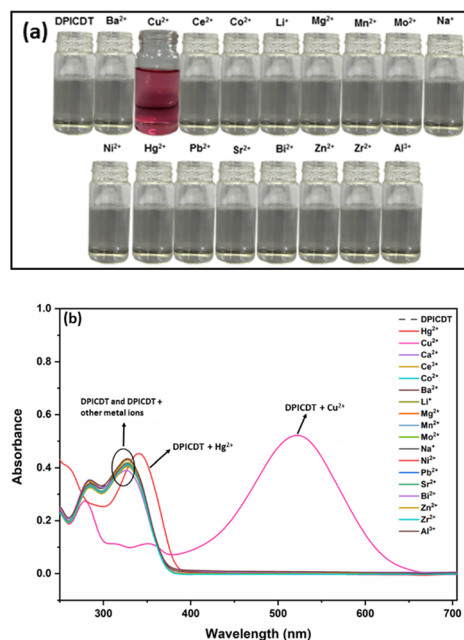 (a)
DPICDT Ba²⁺ Cu²⁺ Ce²⁺ Co²⁺ Li⁺ Mg²⁺ Mn²⁺ Mo²⁺ Na⁺
Ni²⁺ Hg²⁺ Pb²⁺ Sr²⁺ Bi²⁺ Zn²⁺ Zr²⁺ Al³⁺
(b)
Absorbance
1.0
0.8
0.6
0.4
0.2
0.0
DPICDT and DPICDT +
other metal ions
DPICDT + Hg²⁺
DPICDT + Cu²⁺
DPICDT
Hg²⁺
Cu²⁺
Ca²⁺
Ce³⁺
Co²⁺
Ba²⁺
Li⁺
Mg²⁺
Mn²⁺
Mo²⁺
Na⁺
Ni²⁺
Pb²⁺
Sr²⁺
Bi²⁺
Zn²⁺
Zr²⁺
Al³⁺
300 400 500 600 700
Wavelength (nm)